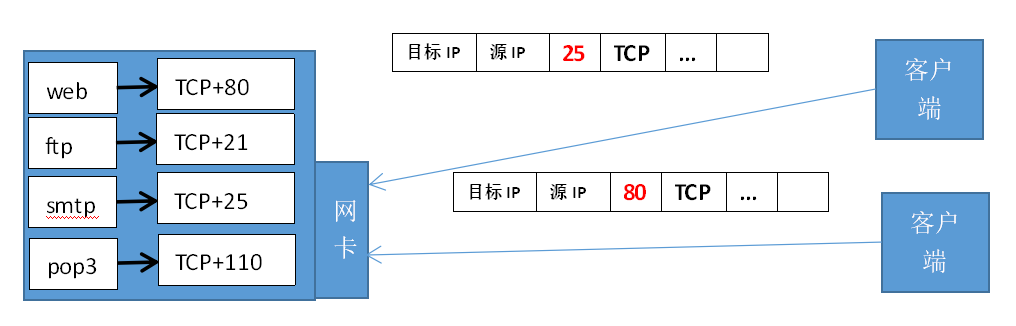 web
TCP+80
ftp
TCP+21
smtp
TCP+25
pop3
TCP+110
网
卡
目标 IP 源 IP 25 TCP ...
目标 IP 源 IP 80 TCP ...
客户
端
客户
端